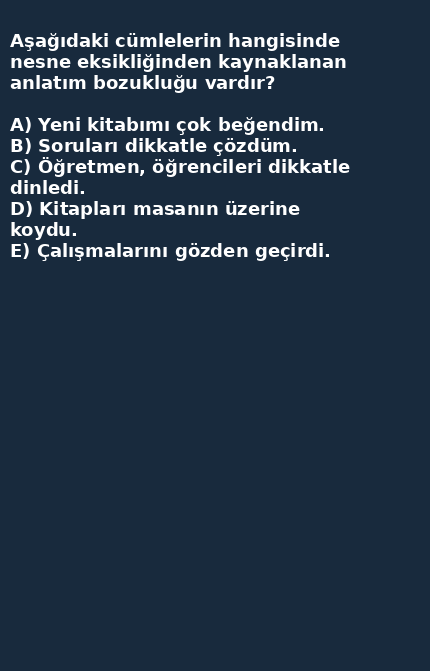 Aşağıdaki cümlelerin hangisinde
nesne eksikliğinden kaynaklanan
anlatım bozukluğu vardır?
A) Yeni kitabımı çok beğendim.
B) Soruları dikkatle çözdüm.
C) Öğretmen, öğrencileri dikkatle
dinledi.
D) Kitapları masanın üzerine
koydu.
E) Çalışmalarını gözden geçirdi.